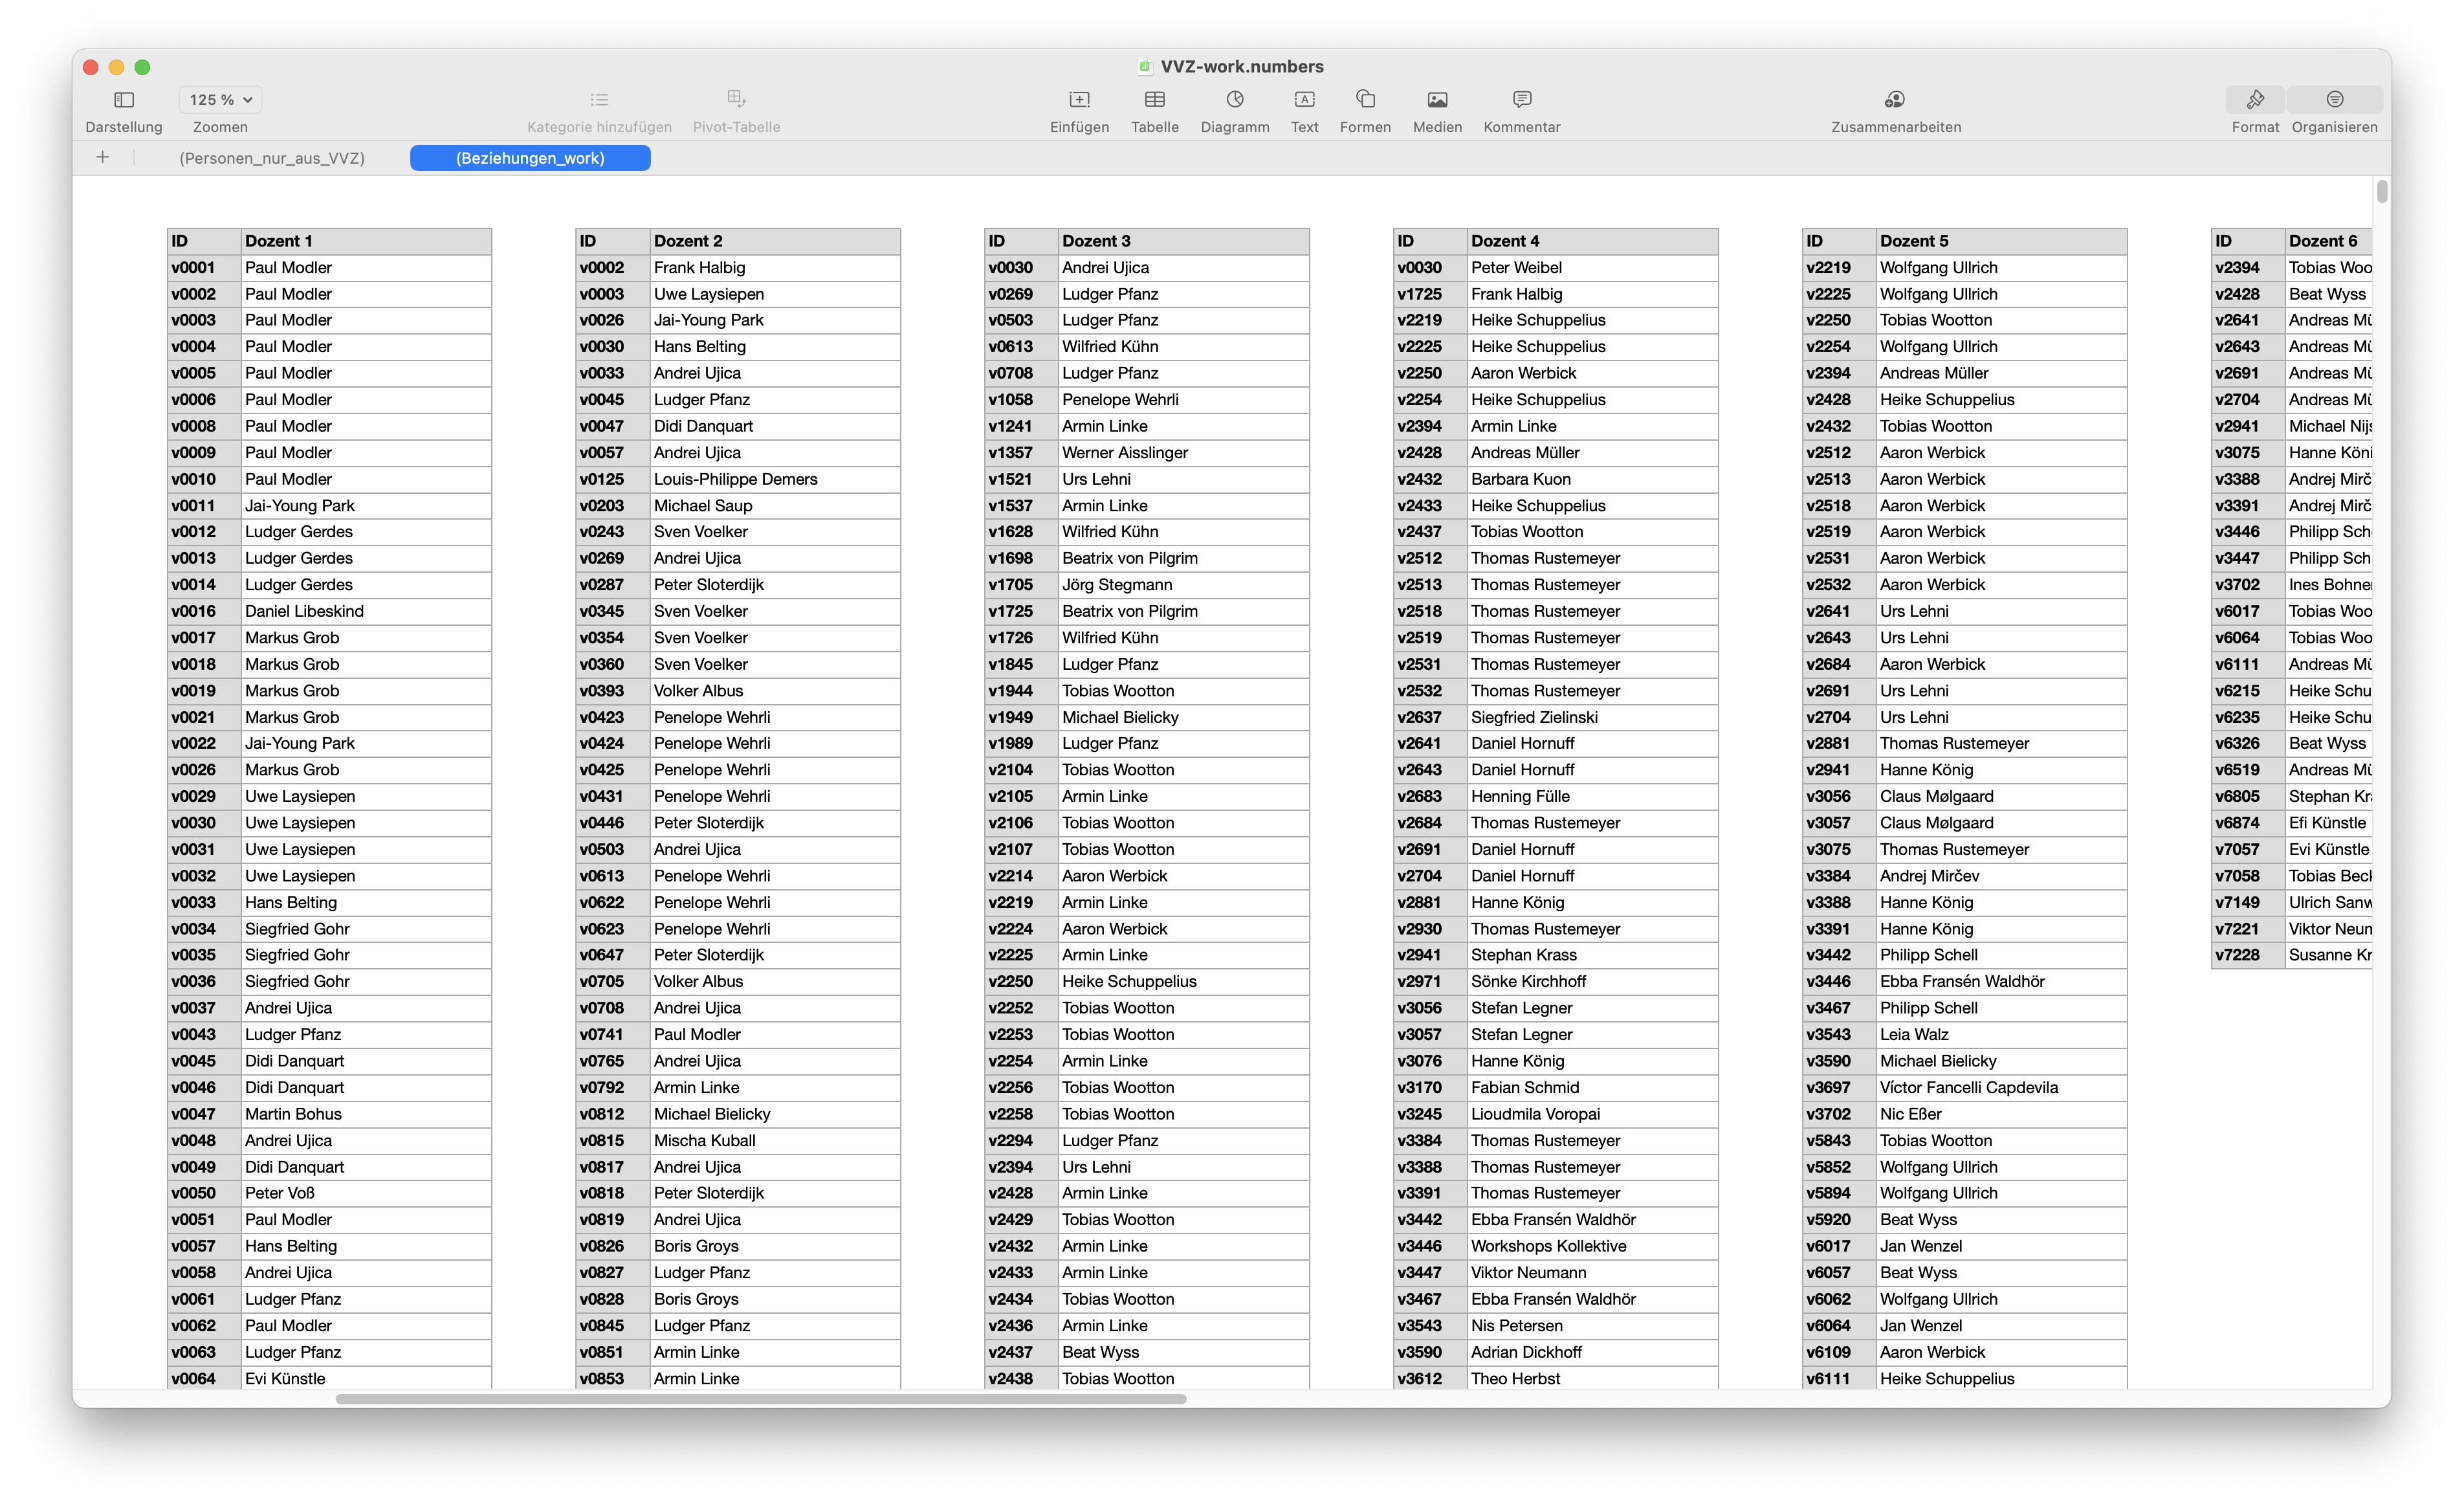 VVZ-work.numbers
125 %
Darstellung Zoomen Kategorie hinzufügen Pivot-Tabelle Einfügen Tabelle Diagramm Text Formen Medien Kommentar Zusammenarbeiten Format Organisieren
(Personen_nur_aus_VVZ) (Beziehungen_work)
ID Dozent 1 ID Dozent 2 ID Dozent 3 ID Dozent 4 ID Dozent 5 ID Dozent 6
v0001 Paul Modler v0002 Frank Halbig v0030 Andrei Ujica v0030 Peter Weibel v2219 Wolfgang Ullrich v2394 Tobias Woo
v0002 Paul Modler v0003 Uwe Laysiepen v0269 Ludger Pfanz v1725 Frank Halbig v2225 Wolfgang Ullrich v2428 Beat Wyss
v0003 Paul Modler v0026 Jai-Young Park v0503 Ludger Pfanz v2219 Heike Schuppelius v2250 Tobias Wootton v2641 Andreas Mü
v0004 Paul Modler v0030 Hans Belting v0613 Wilfried Kühn v2225 Heike Schuppelius v2254 Wolfgang Ullrich v2643 Andreas Mü
v0005 Paul Modler v0033 Andrei Ujica v0708 Ludger Pfanz v2250 Aaron Werbick v2394 Andreas Müller v2691 Andreas Mü
v0006 Paul Modler v0045 Ludger Pfanz v1058 Penelope Wehrli v2254 Heike Schuppelius v2428 Heike Schuppelius v2704 Andreas Mü
v0008 Paul Modler v0047 Didi Danquart v1241 Armin Linke v2394 Armin Linke v2432 Tobias Wootton v2941 Michael Nijs
v0009 Paul Modler v0057 Andrei Ujica v1357 Werner Aisslinger v2428 Andreas Müller v2512 Aaron Werbick v3075 Hanne Köni
v0010 Paul Modler v0125 Louis-Philippe Demers v1521 Urs Lehni v2432 Barbara Kuon v2513 Aaron Werbick v3388 Andrej Mirč
v0011 Jai-Young Park v0203 Michael Saup v1537 Armin Linke v2433 Heike Schuppelius v2518 Aaron Werbick v3391 Andrej Mirč
v0012 Ludger Gerdes v0243 Sven Voelker v1628 Wilfried Kühn v2437 Tobias Wootton v2519 Aaron Werbick v3446 Philipp Sch
v0013 Ludger Gerdes v0269 Andrei Ujica v1698 Beatrix von Pilgrim v2512 Thomas Rustemeyer v2531 Aaron Werbick v3447 Philipp Sch
v0014 Ludger Gerdes v0287 Peter Sloterdijk v1705 Jörg Stegmann v2513 Thomas Rustemeyer v2532 Aaron Werbick v3702 Ines Bohner
v0016 Daniel Libeskind v0345 Sven Voelker v1725 Beatrix von Pilgrim v2518 Thomas Rustemeyer v2641 Urs Lehni v6017 Tobias Woo
v0017 Markus Grob v0354 Sven Voelker v1726 Wilfried Kühn v2519 Thomas Rustemeyer v2643 Urs Lehni v6064 Tobias Woo
v0018 Markus Grob v0360 Sven Voelker v1845 Ludger Pfanz v2531 Thomas Rustemeyer v2684 Aaron Werbick v6111 Andreas Mü
v0019 Markus Grob v0393 Volker Albus v1944 Tobias Wootton v2532 Thomas Rustemeyer v2691 Urs Lehni v6215 Heike Schu
v0021 Markus Grob v0423 Penelope Wehrli v1949 Michael Bielicky v2637 Siegfried Zielinski v2704 Urs Lehni v6235 Heike Schu
v0022 Jai-Young Park v0424 Penelope Wehrli v1989 Ludger Pfanz v2641 Daniel Hornuff v2881 Thomas Rustemeyer v6326 Beat Wyss
v0026 Markus Grob v0425 Penelope Wehrli v2104 Tobias Wootton v2643 Daniel Hornuff v2941 Hanne König v6519 Andreas Mü
v0029 Uwe Laysiepen v0431 Penelope Wehrli v2105 Armin Linke v2683 Henning Fülle v3056 Claus Mølgaard v6805 Stephan Kr
v0030 Uwe Laysiepen v0446 Peter Sloterdijk v2106 Tobias Wootton v2684 Thomas Rustemeyer v3057 Claus Mølgaard v6874 Efi Künstle
v0031 Uwe Laysiepen v0503 Andrei Ujica v2107 Tobias Wootton v2691 Daniel Hornuff v3075 Thomas Rustemeyer v7057 Evi Künstle
v0032 Uwe Laysiepen v0613 Penelope Wehrli v2214 Aaron Werbick v2704 Daniel Hornuff v3384 Andrej Mirčev v7058 Tobias Beck
v0033 Hans Belting v0622 Penelope Wehrli v2219 Armin Linke v2881 Hanne König v3388 Hanne König v7149 Ulrich Sanw
v0034 Siegfried Gohr v0623 Penelope Wehrli v2224 Aaron Werbick v2930 Thomas Rustemeyer v3391 Hanne König v7221 Viktor Neum
v0035 Siegfried Gohr v0647 Peter Sloterdijk v2225 Armin Linke v2941 Stephan Krass v3442 Philipp Schell v7228 Susanne Kr
v0036 Siegfried Gohr v0705 Volker Albus v2250 Heike Schuppelius v2971 Sönke Kirchhoff v3446 Ebba Fransén Waldhör
v0037 Andrei Ujica v0708 Andrei Ujica v2252 Tobias Wootton v3056 Stefan Legner v3467 Philipp Schell
v0043 Ludger Pfanz v0741 Paul Modler v2253 Tobias Wootton v3057 Stefan Legner v3543 Leia Walz
v0045 Didi Danquart v0765 Andrei Ujica v2254 Armin Linke v3076 Hanne König v3590 Michael Bielicky
v0046 Didi Danquart v0792 Armin Linke v2256 Tobias Wootton v3170 Fabian Schmid v3697 Víctor Fancelli Capdevila
v0047 Martin Bohus v0812 Michael Bielicky v2258 Tobias Wootton v3245 Lioudmila Voropai v3702 Nic Eßer
v0048 Andrei Ujica v0815 Mischa Kuball v2294 Ludger Pfanz v3384 Thomas Rustemeyer v5843 Tobias Wootton
v0049 Didi Danquart v0817 Andrei Ujica v2394 Urs Lehni v3388 Thomas Rustemeyer v5852 Wolfgang Ullrich
v0050 Peter Voß v0818 Peter Sloterdijk v2428 Armin Linke v3391 Thomas Rustemeyer v5894 Wolfgang Ullrich
v0051 Paul Modler v0819 Andrei Ujica v2429 Tobias Wootton v3442 Ebba Fransén Waldhör v5920 Beat Wyss
v0057 Hans Belting v0826 Boris Groys v2432 Armin Linke v3446 Workshops Kollektive v6017 Jan Wenzel
v0058 Andrei Ujica v0827 Ludger Pfanz v2433 Armin Linke v3447 Viktor Neumann v6057 Beat Wyss
v0061 Ludger Pfanz v0828 Boris Groys v2434 Tobias Wootton v3467 Ebba Fransén Waldhör v6062 Wolfgang Ullrich
v0062 Paul Modler v0845 Ludger Pfanz v2436 Armin Linke v3543 Nis Petersen v6064 Jan Wenzel
v0063 Ludger Pfanz v0851 Armin Linke v2437 Beat Wyss v3590 Adrian Dickhoff v6109 Aaron Werbick
v0064 Evi Künstle v0853 Armin Linke v2438 Tobias Wootton v3612 Theo Herbst v6111 Heike Schuppelius